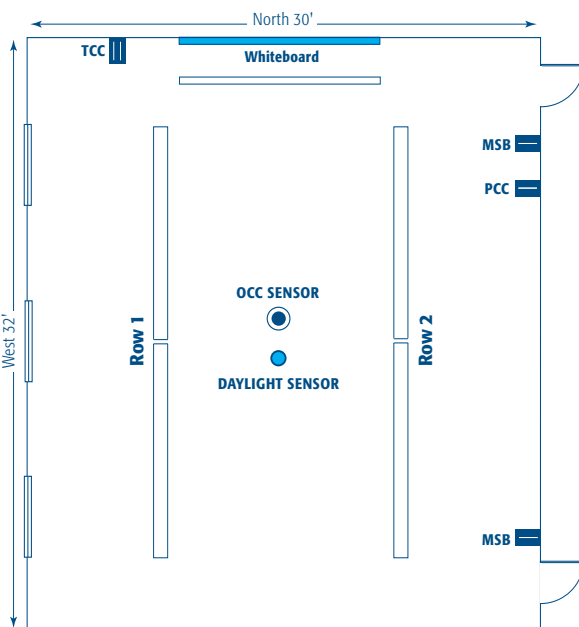 North 30'
TCC
Whiteboard
MSB
PCC
OCC SENSOR
West 32'
Row 1
Row 2
DAYLIGHT SENSOR
MSB